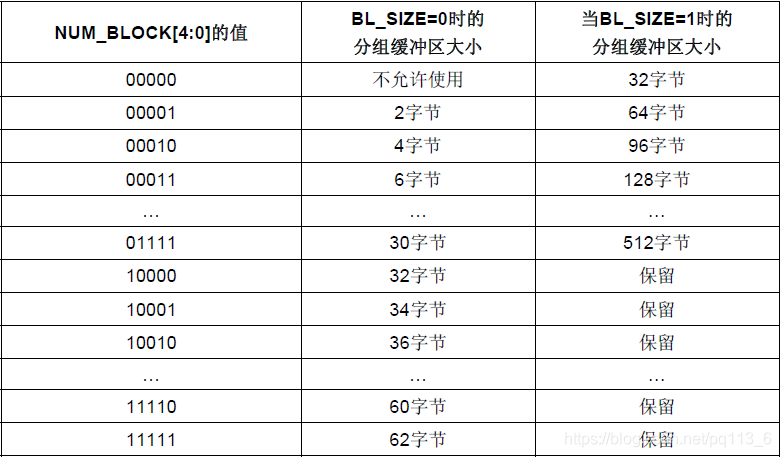 NUM_BLOCK[4:0]的值 BL_SIZE=0时的 当BL_SIZE=1时的
分组缓冲区大小 分组缓冲区大小
00000 不允许使用 32字节
00001 2字节 64字节
00010 4字节 96字节
00011 6字节 128字节
… … …
01111 30字节 512字节
10000 32字节 保留
10001 34字节 保留
10010 36字节 保留
… … …
11110 60字节 保留
11111 62字节 保留
https://blog.csdn.net/pq113_6